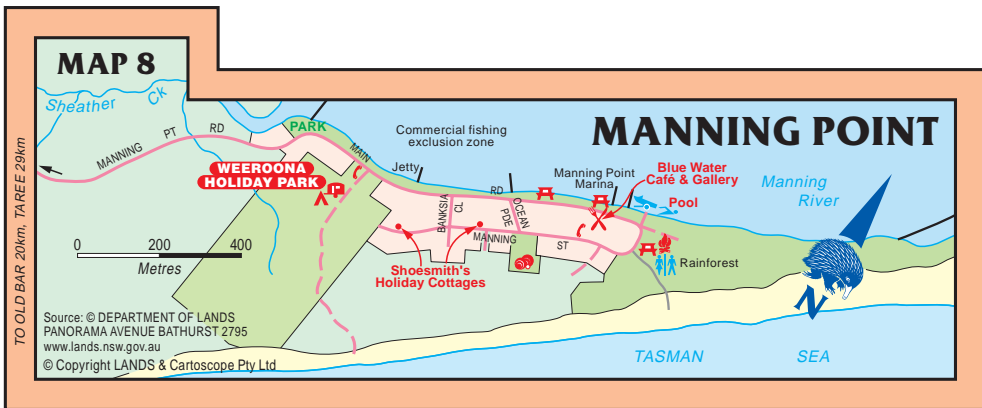 MAP 8
MANNING POINT
Sheather Ck
MANNING PT RD
PARK
MAIN RD
Commercial fishing
exclusion zone
Jetty
Manning Point
Marina
Blue Water
Café & Gallery
Pool
Manning
River
WEEROONA
HOLIDAY PARK
BANKSIA CL
OCEAN PDE
MANNING ST
Shoesmith's
Holiday Cottages
Rainforest
0 200 400
Metres
N
TASMAN SEA
Source: © DEPARTMENT OF LANDS
PANORAMA AVENUE BATHURST 2795
www.lands.nsw.gov.au
© Copyright LANDS & Cartoscope Pty Ltd
TO OLD BAR 20km, TAREE 29km